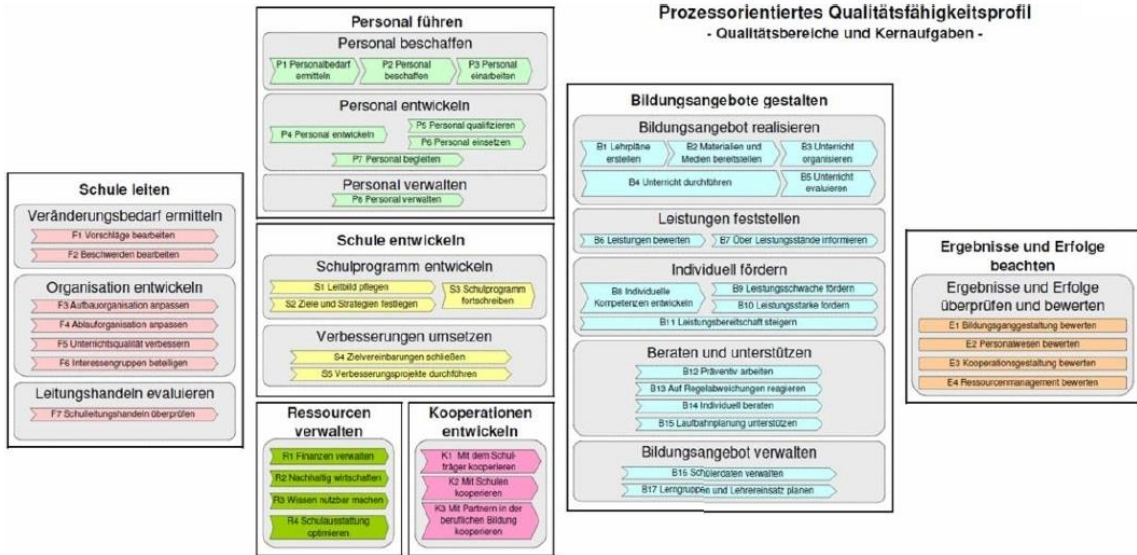 Prozessorientiertes Qualitätsfähigkeitsprofil
- Qualitätsbereiche und Kernaufgaben -
Schule leiten
Veränderungsbedarf ermitteln
F1 Vorschläge bearbeiten
F2 Beschwerden bearbeiten
Organisation entwickeln
F3 Aufbauorganisation anpassen
F4 Ablauforganisation anpassen
F5 Unterrichtsqualität verbessern
F6 Interessengruppen beteiligen
Leitungshandeln evaluieren
F7 Schulleitungshandeln überprüfen
Personal führen
Personal beschaffen
P1 Personalbedarf
ermitteln
P2 Personal
beschaffen
P3 Personal
einarbeiten
Personal entwickeln
P4 Personal entwickeln
P5 Personal qualifizieren
P6 Personal einsetzen
P7 Personal begleiten
Personal verwalten
P8 Personal verwalten
Schule entwickeln
Schulprogramm entwickeln
S1 Leitbild pflegen
S2 Ziele und Strategien festlegen
S3 Schulprogramm
fortschreiben
Verbesserungen umsetzen
S4 Zielvereinbarungen schließen
S5 Verbesserungsprojekte durchführen
Ressourcen
verwalten
R1 Finanzen verwalten
R2 Nachhaltig wirtschaften
R3 Wissen nutzbar machen
R4 Schulausstattung
optimieren
Kooperationen
entwickeln
K1 Mit dem Schul-
träger kooperieren
K2 Mit Schulen
kooperieren
K3 Mit Partnern in der
beruflichen Bildung
kooperieren
Bildungsangebote gestalten
Bildungsangebot realisieren
B1 Lehrpläne
erstellen
B2 Materialien und
Medien bereitstellen
B3 Unterricht
organisieren
B4 Unterricht durchführen
B5 Unterricht
evaluieren
Leistungen feststellen
B6 Leistungen bewerten
B7 Über Leistungsstände informieren
Individuell fördern
B8 Individuelle
Kompetenzen entwickeln
B9 Leistungsschwache fördern
B10 Leistungsstarke fordern
B11 Leistungsbereitschaft steigern
Beraten und unterstützen
B12 Präventiv arbeiten
B13 Auf Regelabweichungen reagieren
B14 Individuell beraten
B15 Laufbahnplanung unterstützen
Bildungsangebot verwalten
B16 Schülerdaten verwalten
B17 Lerngruppen und Lehrereinsatz planen
Ergebnisse und Erfolge
beachten
Ergebnisse und Erfolge
überprüfen und bewerten
E1 Bildungsganggestaltung bewerten
E2 Personalwesen bewerten
E3 Kooperationsgestaltung bewerten
E4 Ressourcenmanagement bewerten